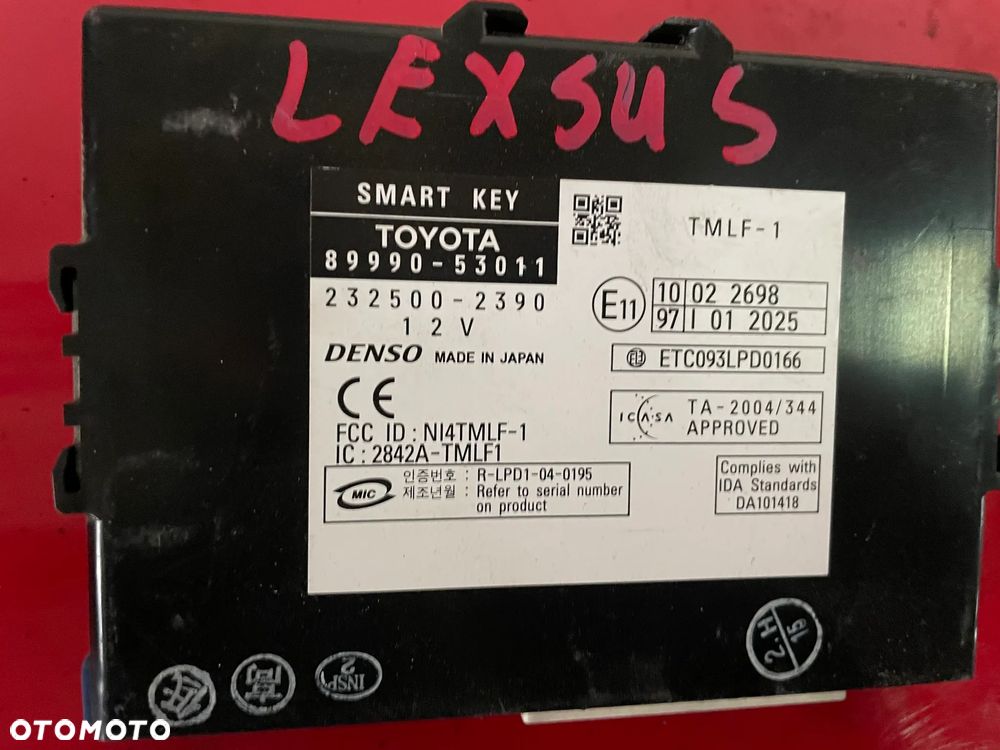 LEXSUS
SMART KEY
TOYOTA
89990-53011
232500-2390
12V
DENSO MADE IN JAPAN
CE
FCC ID : NI4TMLF-1
IC : 2842A-TMLF1
MIC
인증번호 : R-LPD1-04-0195
제조년월 : Refer to serial number
on product
TMLF-1
E11
10 02 2698
97 I 01 2025
ETC093LPD0166
ICASA
TA-2004/344
APPROVED
Complies with
IDA Standards
DA101418
INSP
2
OTOMOTO